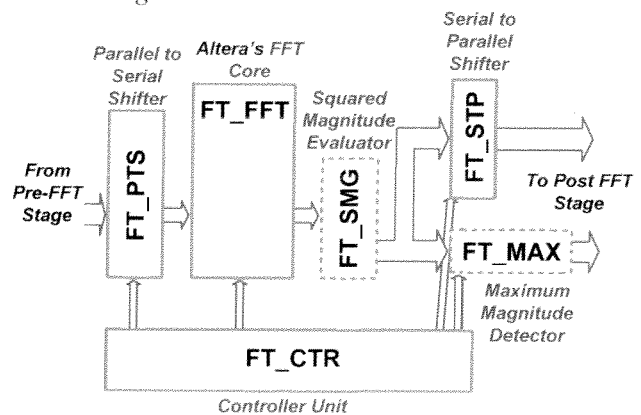 Parallel to
Serial
Shifter
Altera's FFT
Core
FT_FFT
Squared
Magnitude
Evaluator
Serial to
Parallel
Shifter
FT_STP
From
Pre-FFT
Stage
FT_PTS
FT_SMG
To Post FFT
Stage
FT_MAX
Maximum
Magnitude
Detector
FT_CTR
Controller Unit